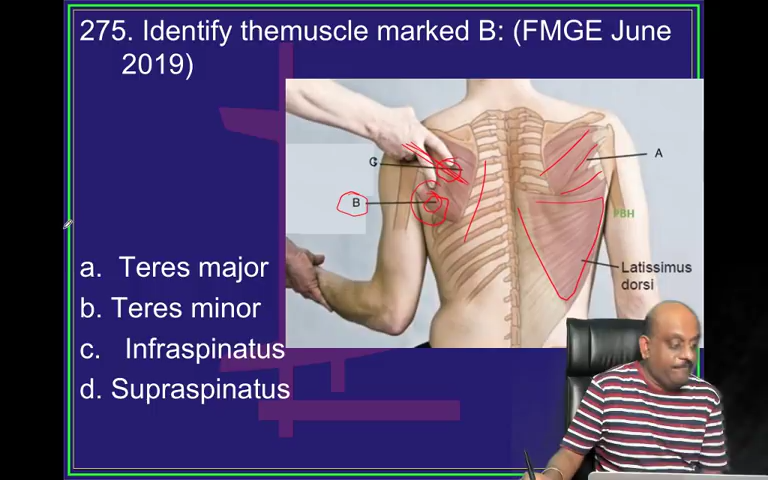 275. Identify themuscle marked B: (FMGE June
2019)
C
A
B
PBH
Latissimus
dorsi
a. Teres major
b. Teres minor
c. Infraspinatus
d. Supraspinatus